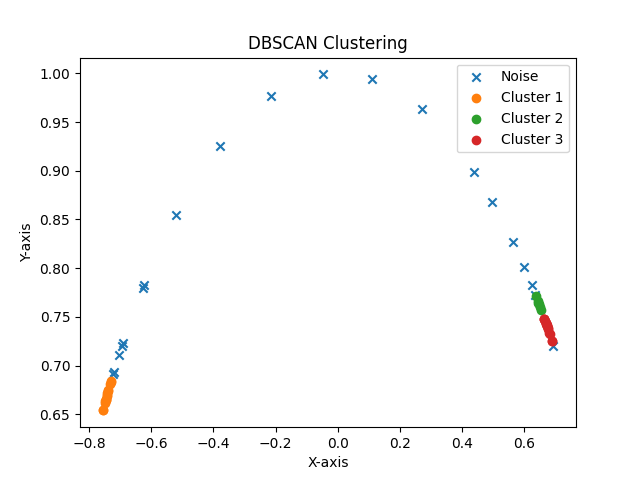 DBSCAN Clustering
Noise
Cluster 1
Cluster 2
Cluster 3
1.00
0.95
0.90
0.85
0.80
0.75
0.70
0.65
Y-axis
−0.8 −0.6 −0.4 −0.2 0.0 0.2 0.4 0.6
X-axis